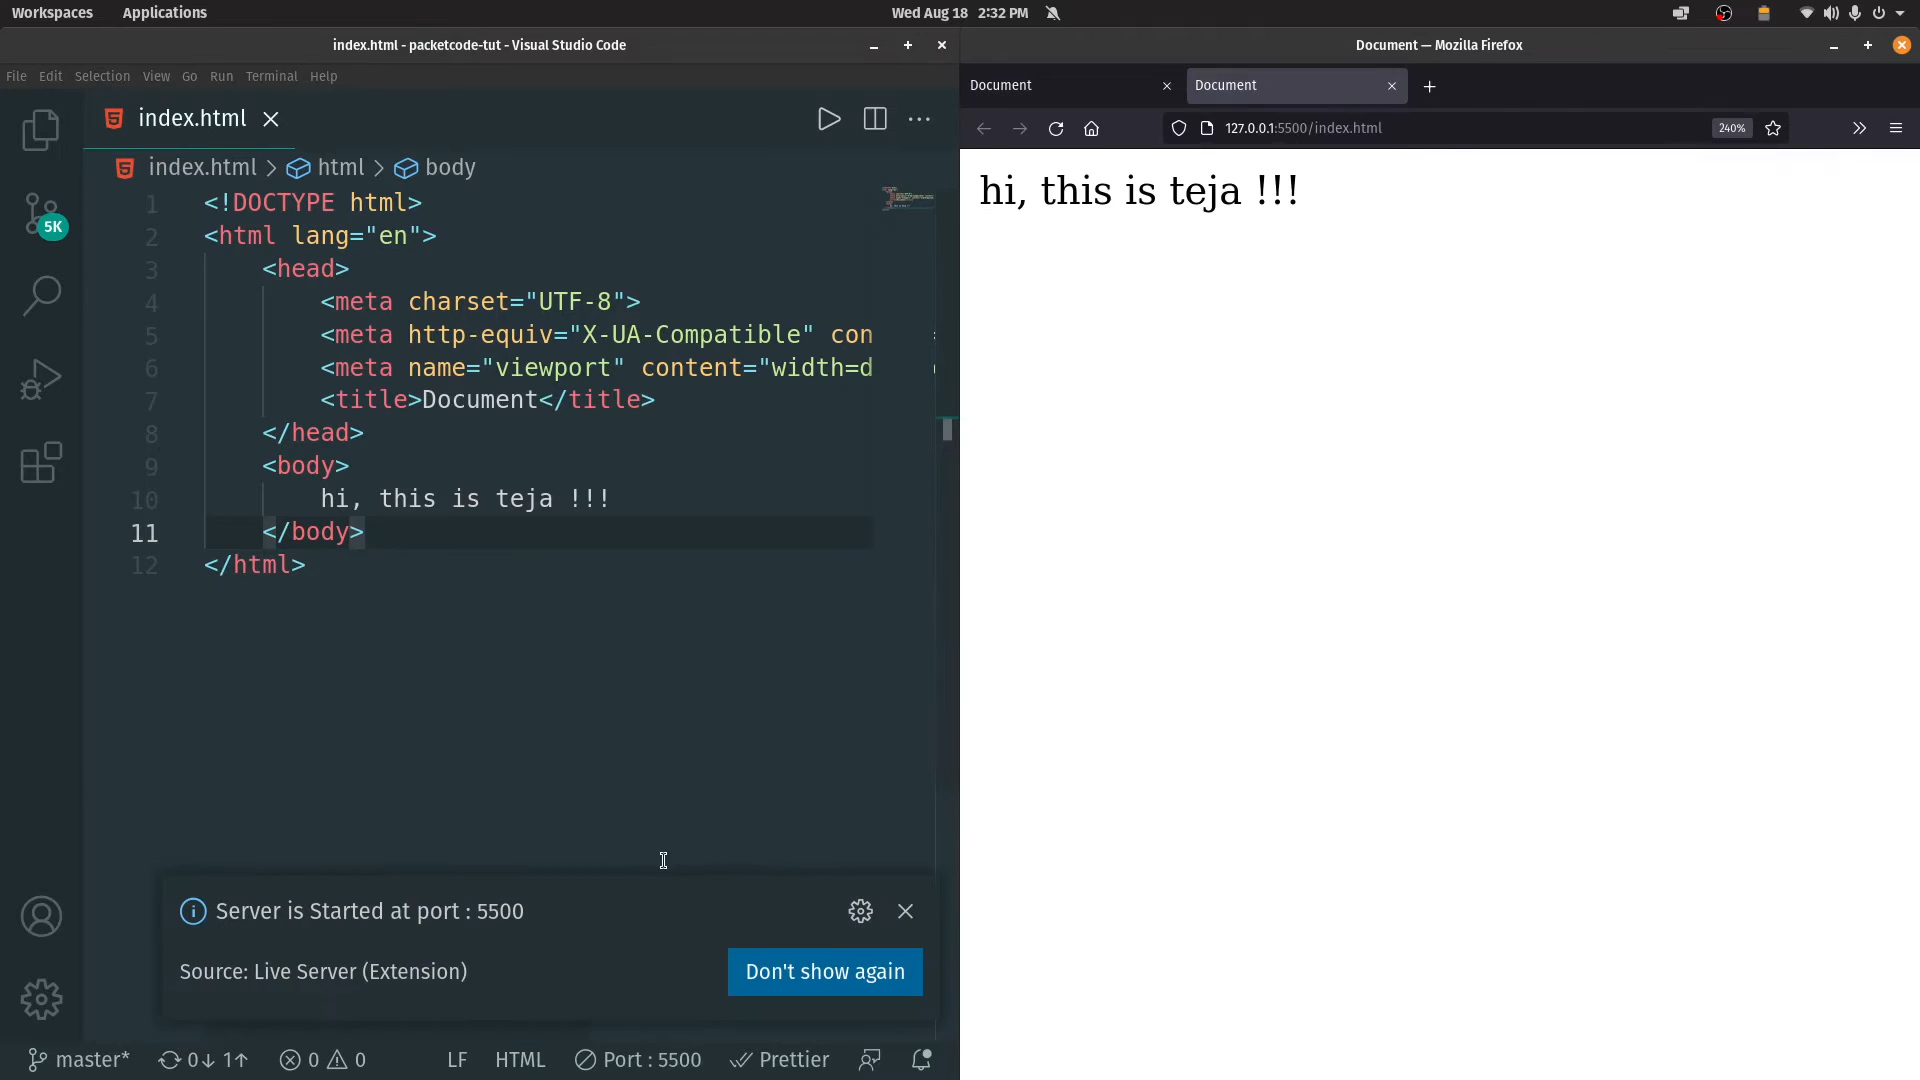 Workspaces Applications Wed Aug 18 2:32 PM
index.html - packetcode-tut - Visual Studio Code
File Edit Selection View Go Run Terminal Help
index.html
index.html > html > body
1 <!DOCTYPE html>
2 <html lang="en">
3 <head>
4 <meta charset="UTF-8">
5 <meta http-equiv="X-UA-Compatible" con
6 <meta name="viewport" content="width=d
7 <title>Document</title>
8 </head>
9 <body>
10 hi, this is teja !!!
11 </body>
12 </html>
5K
Server is Started at port : 5500
Source: Live Server (Extension) Don't show again
master* 0↓ 1↑ 0 0 LF HTML Port : 5500 Prettier
Document — Mozilla Firefox
Document Document
127.0.0.1:5500/index.html 240%
hi, this is teja !!!